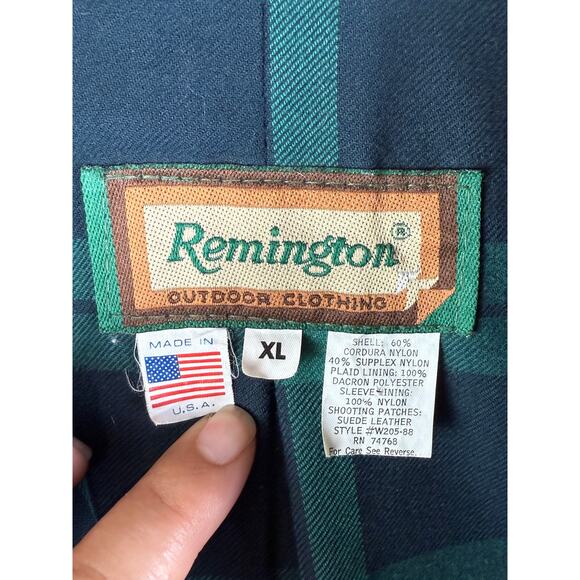 Remington®
OUTDOOR CLOTHING
MADE IN
U.S.A.
XL
SHELL: 60%
CORDURA NYLON
40% SUPPLEX NYLON
PLAID LINING: 100%
DACRON POLYESTER
SLEEVE LINING:
100% NYLON
SHOOTING PATCHES:
SUEDE LEATHER
STYLE #W205-88
RN 74768
For Care See Reverse